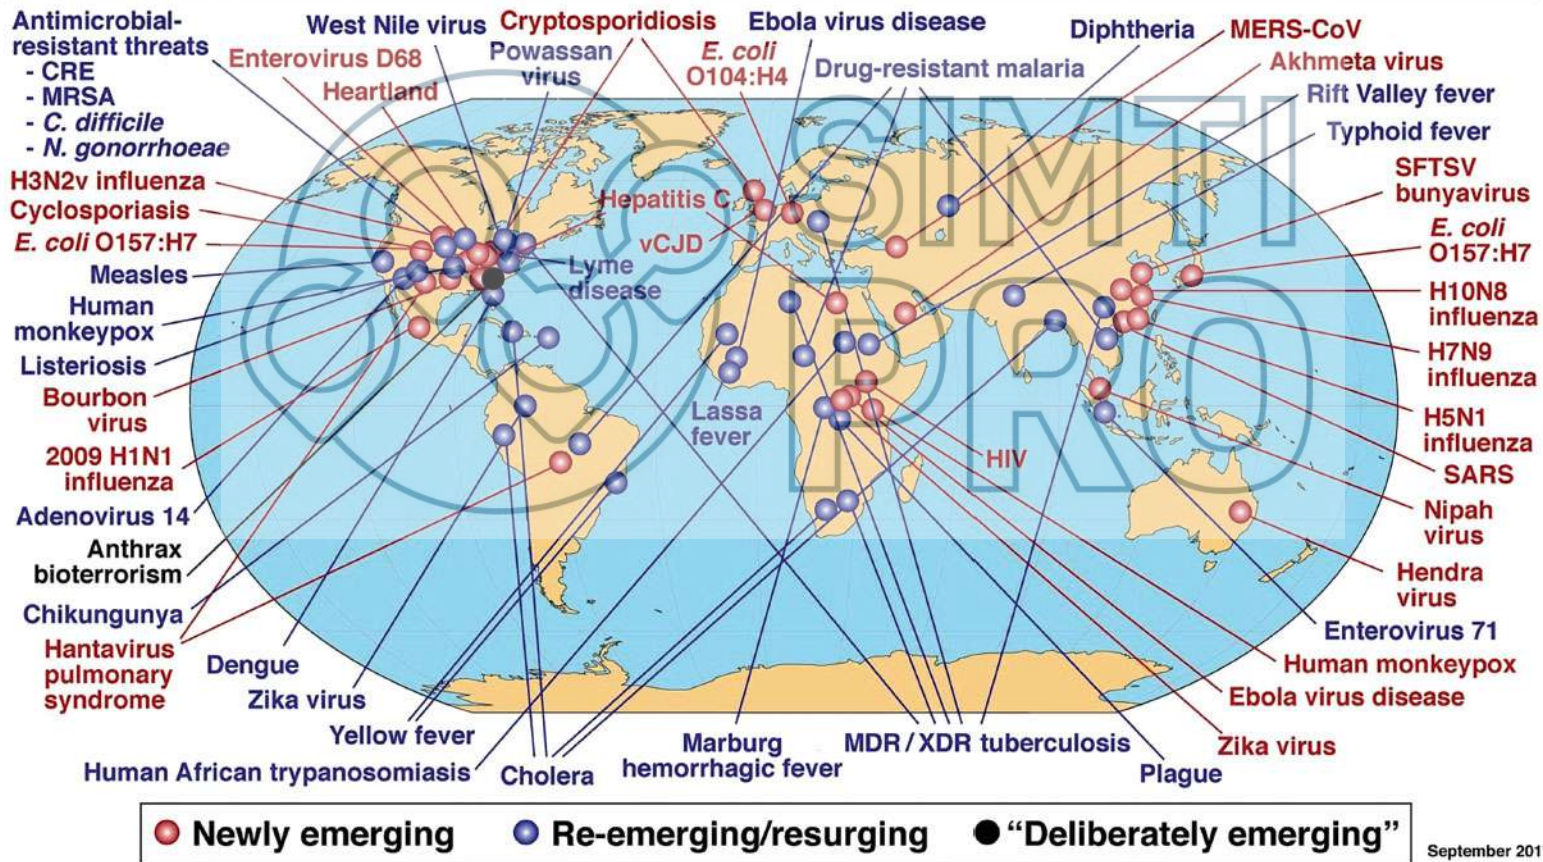 Antimicrobial-
resistant threats
- CRE
- MRSA
- C. difficile
- N. gonorrhoeae
West Nile virus
Enterovirus D68
Heartland
Powassan
virus
Cryptosporidiosis
E. coli
O104:H4
Ebola virus disease
Drug-resistant malaria
Diphtheria
MERS-CoV
Akhmeta virus
Rift Valley fever
Typhoid fever
SFTSV
bunyavirus
E. coli
O157:H7
H10N8
influenza
H7N9
influenza
H5N1
influenza
SARS
Nipah
virus
Hendra
virus
Enterovirus 71
Human monkeypox
Ebola virus disease
Zika virus
Plague
MDR / XDR tuberculosis
Marburg
hemorrhagic fever
Cholera
Human African trypanosomiasis
Yellow fever
Zika virus
Dengue
Hantavirus
pulmonary
syndrome
Chikungunya
Anthrax
bioterrorism
Adenovirus 14
2009 H1N1
influenza
Bourbon
virus
Listeriosis
Human
monkeypox
Measles
E. coli O157:H7
Cyclosporiasis
H3N2v influenza
Hepatitis C
vCJD
Lyme
disease
Lassa
fever
HIV
SIMTI
PRO
Newly emerging
Re-emerging/resurging
"Deliberately emerging"
September 201